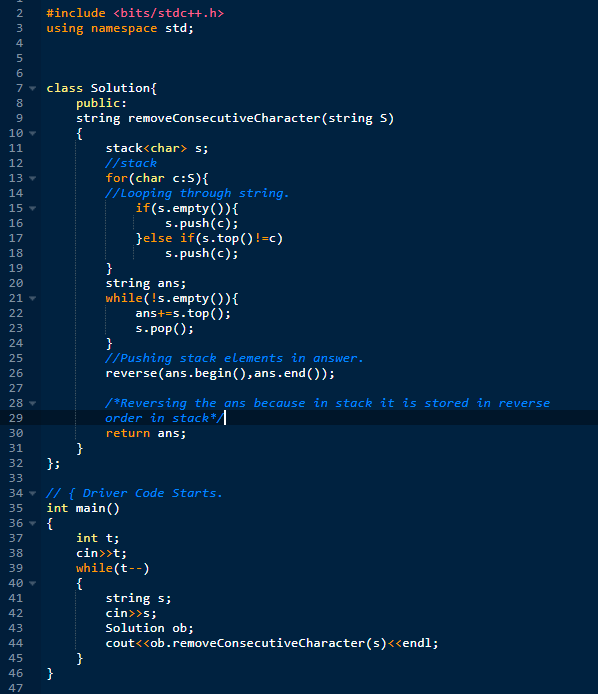 2 #include <bits/stdc++.h>
3 using namespace std;
4
5
6
7 class Solution{
8     public:
9     string removeConsecutiveCharacter(string S)
10     {
11         stack<char> s;
12         //stack
13         for(char c:S){
14         //Looping through string.
15             if(s.empty()){
16                 s.push(c);
17             }else if(s.top()!=c)
18                 s.push(c);
19         }
20         string ans;
21         while(!s.empty()){
22             ans+=s.top();
23             s.pop();
24         }
25         //Pushing stack elements in answer.
26         reverse(ans.begin(),ans.end());
27
28         /*Reversing the ans because in stack it is stored in reverse
29         order in stack*/
30         return ans;
31     }
32 };
33
34 // { Driver Code Starts.
35 int main()
36 {
37     int t;
38     cin>>t;
39     while(t--)
40     {
41         string s;
42         cin>>s;
43         Solution ob;
44         cout<<ob.removeConsecutiveCharacter(s)<<endl;
45     }
46 }
47